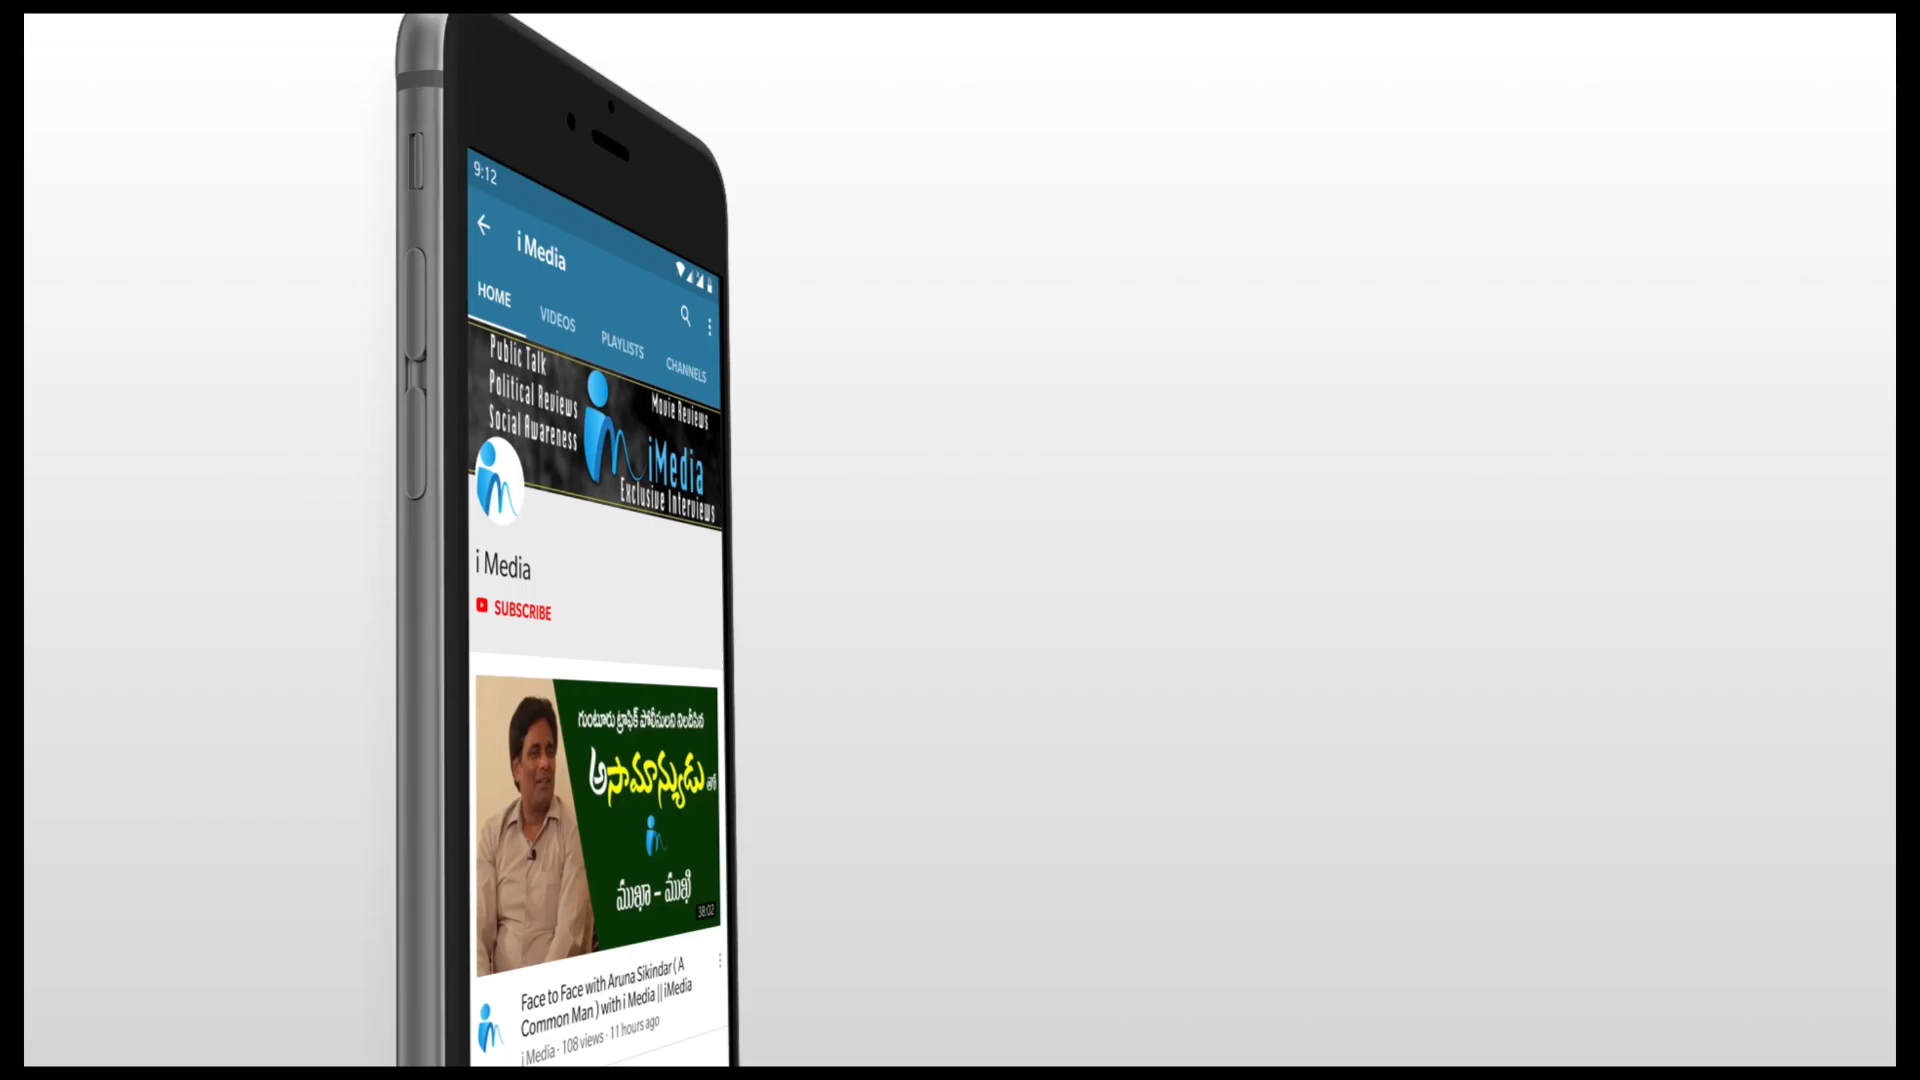 9:12
i Media
HOME
VIDEOS
PLAYLISTS
CHANNELS
Public Talk
Political Reviews
Social Awareness
Movie Reviews
iMedia
Exclusive Interviews
i Media
SUBSCRIBE
గుంటూరు ట్రాఫిక్ పోలీసులని నిలదీసిన
అసామాన్యుడు తో
ముఖా - ముఖి
38:02
Face to Face with Aruna Sikindar ( A
Common Man ) with i Media || iMedia
i Media · 108 views · 11 hours ago